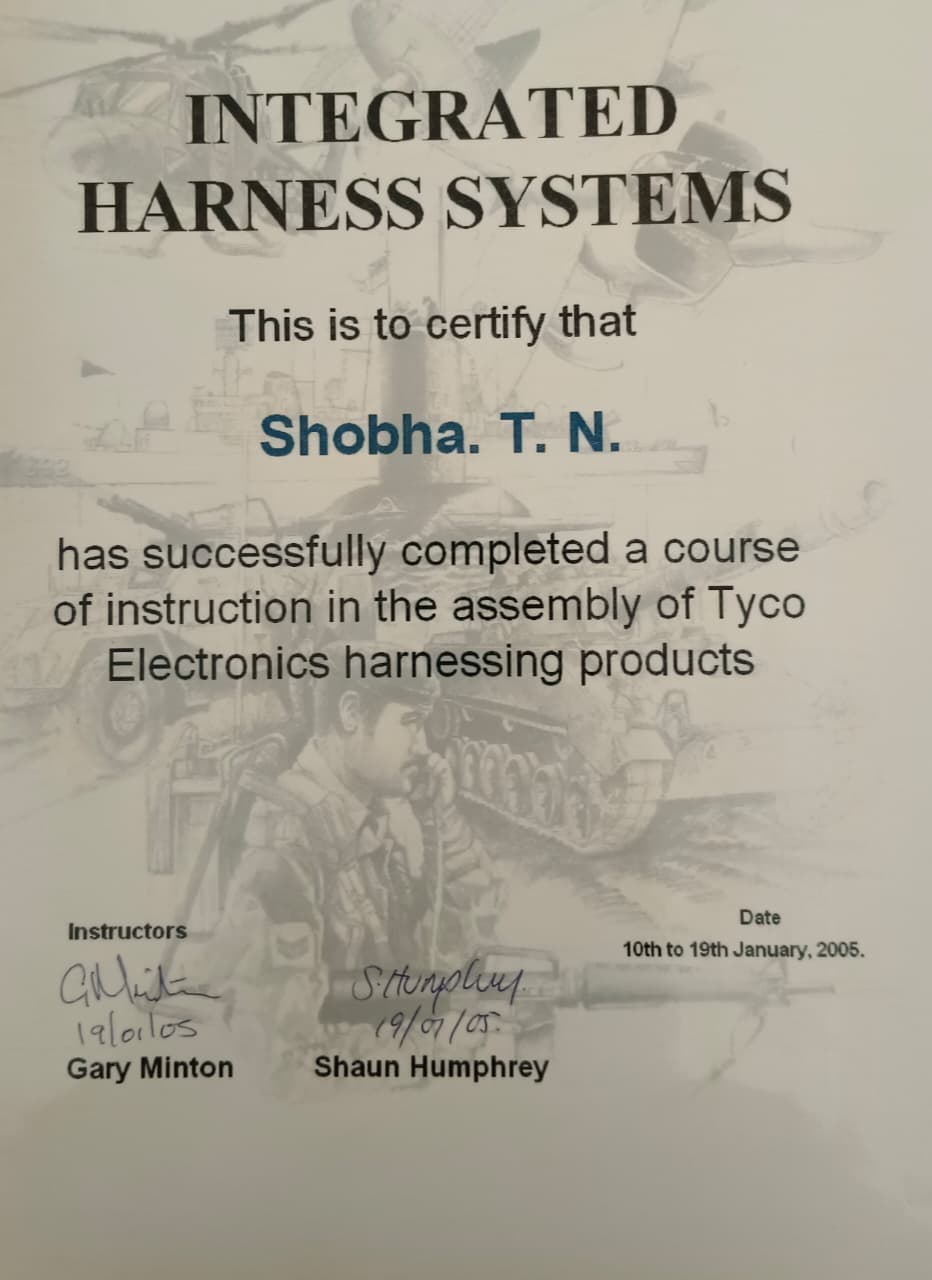 INTEGRATED
HARNESS SYSTEMS
This is to certify that
Shobha. T. N.
has successfully completed a course
of instruction in the assembly of Tyco
Electronics harnessing products
Instructors
Date
10th to 19th January, 2005.
GMinton
S.Humphrey.
19/01/05
19/01/05.
Gary Minton
Shaun Humphrey